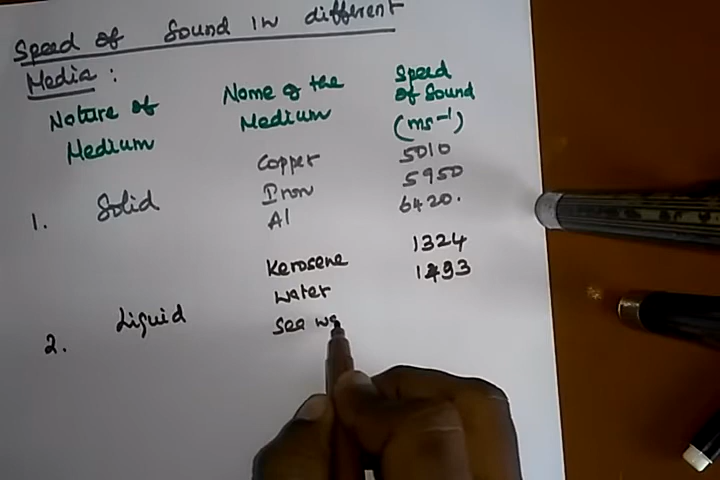 Speed of Sound in different
Media :
Nature of Medium
Name of the Medium
Speed of Sound (ms⁻¹)
1. Solid
Copper 5010
Iron 5950
Al 6420.
2. Liquid
Kerosene 1324
Water 1493
Sea wa